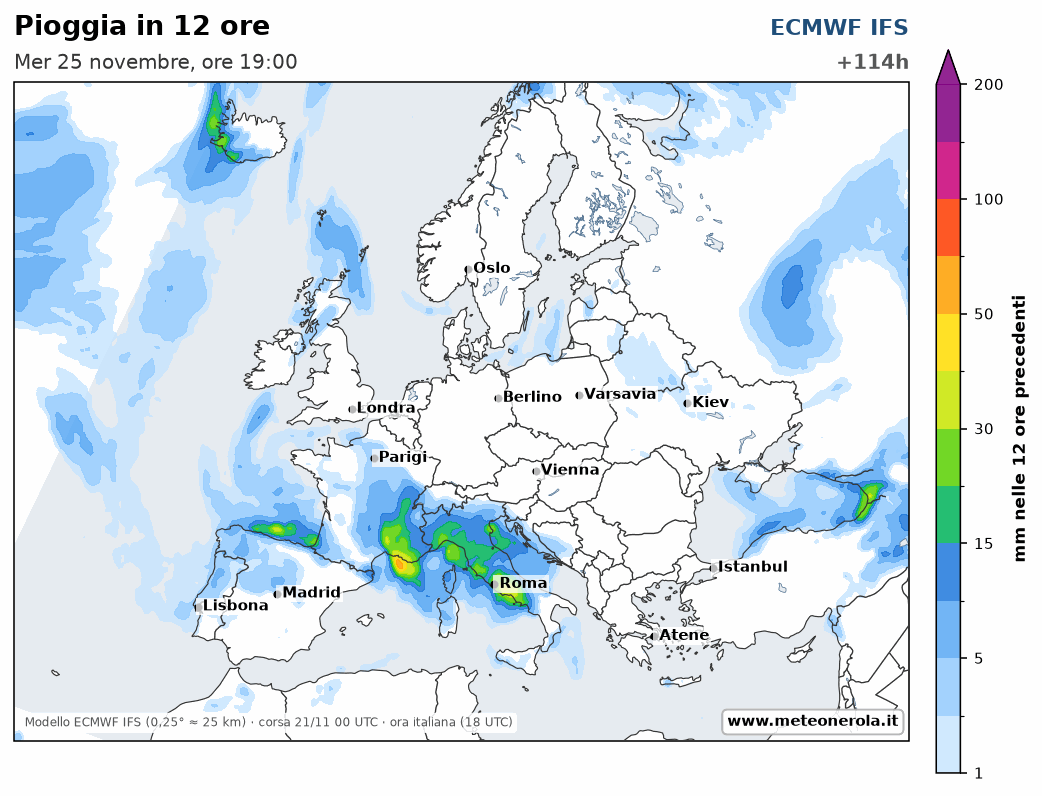 Pioggia in 12 ore
ECMWF IFS
Mer 25 novembre, ore 19:00
+114h
200
100
50
30
15
5
1
mm nelle 12 ore precedenti
Oslo
Berlino
Varsavia
Kiev
Londra
Parigi
Vienna
Istanbul
Roma
Madrid
Lisbona
Atene
Modello ECMWF IFS (0,25° ≈ 25 km) · corsa 21/11 00 UTC · ora italiana (18 UTC)
www.meteonerola.it